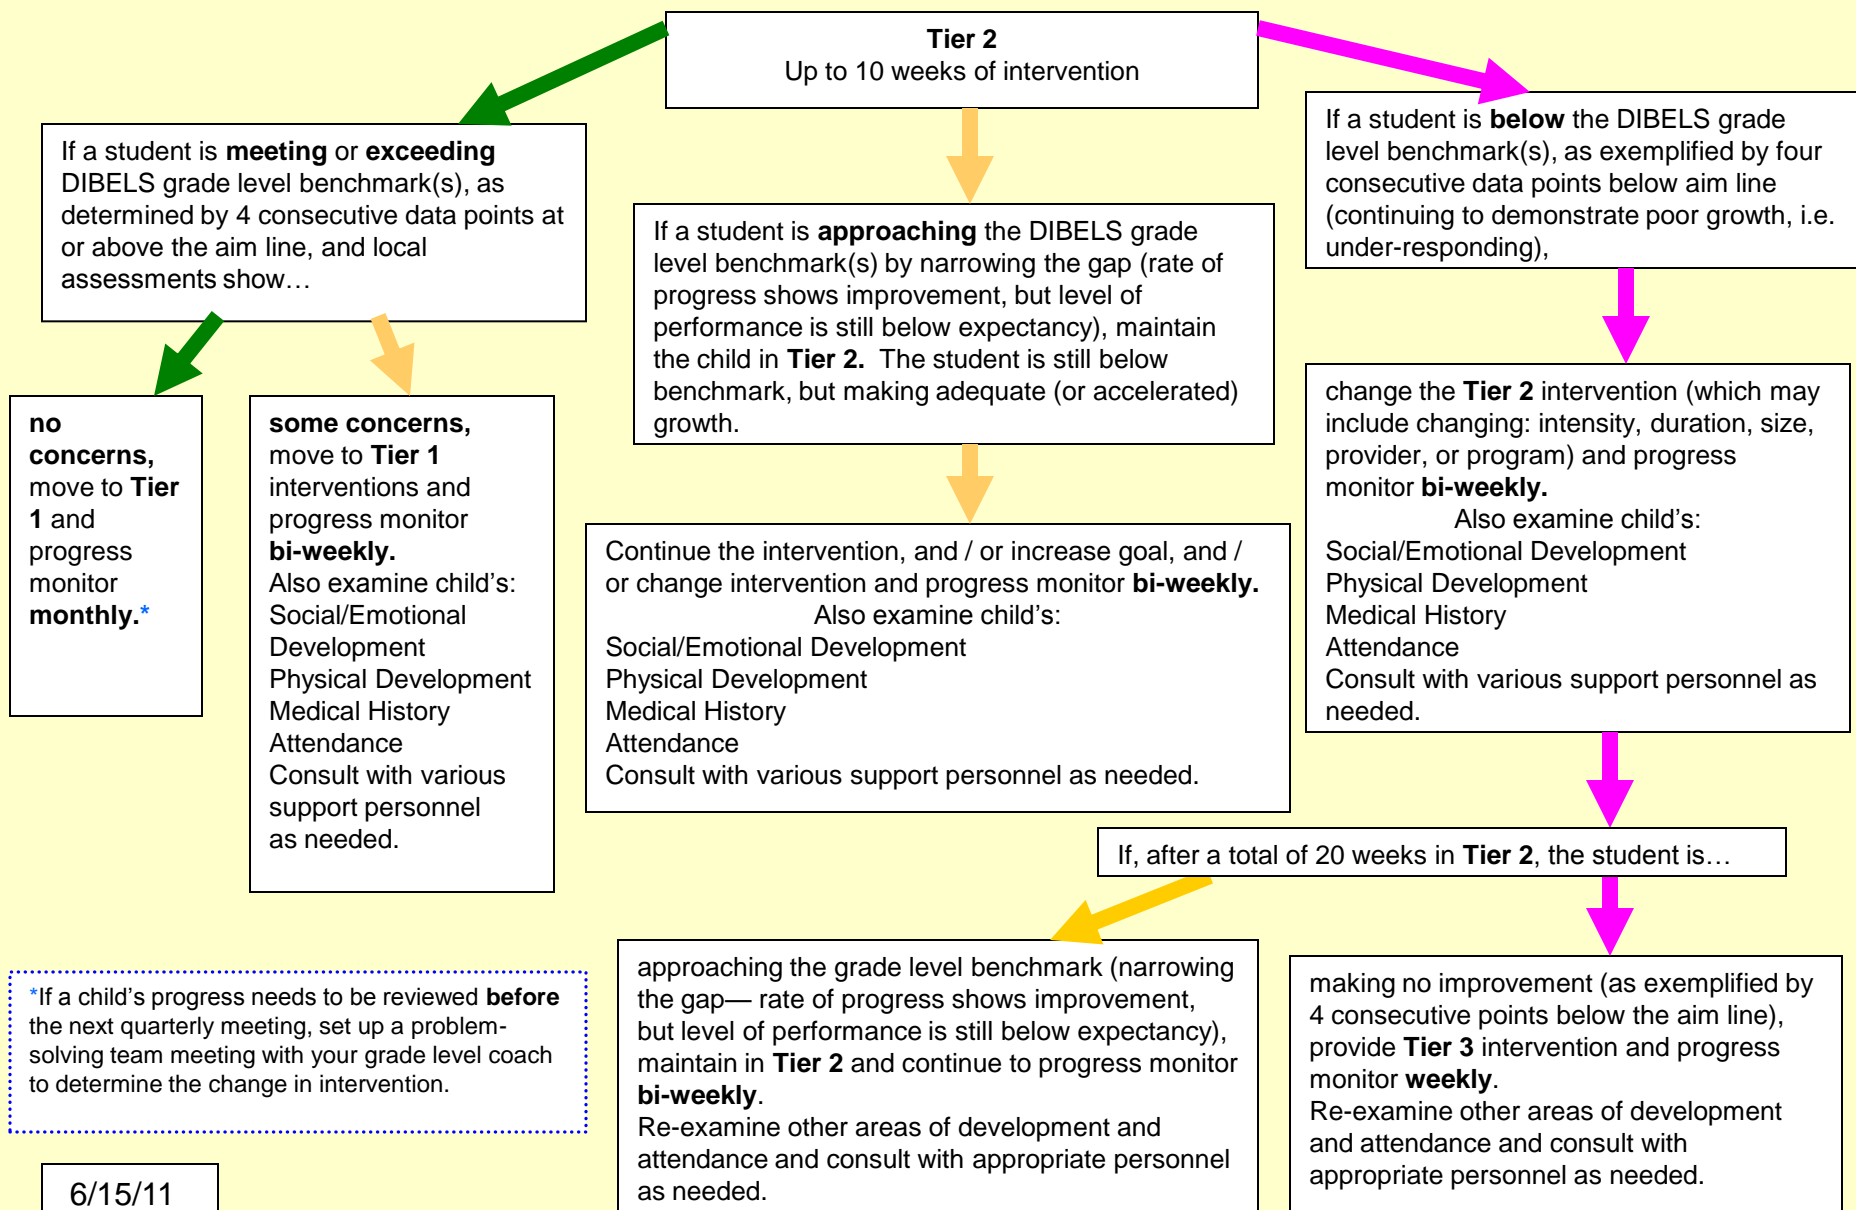 Tier 2
Up to 10 weeks of intervention
If a student is meeting or exceeding
DIBELS grade level benchmark(s), as
determined by 4 consecutive data points at
or above the aim line, and local
assessments show…
no
concerns,
move to Tier
1 and
progress
monitor
monthly.*
some concerns,
move to Tier 1
interventions and
progress monitor
bi-weekly.
Also examine child's:
Social/Emotional
Development
Physical Development
Medical History
Attendance
Consult with various
support personnel
as needed.
If a student is approaching the DIBELS grade
level benchmark(s) by narrowing the gap (rate of
progress shows improvement, but level of
performance is still below expectancy), maintain
the child in Tier 2.  The student is still below
benchmark, but making adequate (or accelerated)
growth.
Continue the intervention, and / or increase goal, and /
or change intervention and progress monitor bi-weekly.
Also examine child's:
Social/Emotional Development
Physical Development
Medical History
Attendance
Consult with various support personnel as needed.
If a student is below the DIBELS grade
level benchmark(s), as exemplified by four
consecutive data points below aim line
(continuing to demonstrate poor growth, i.e.
under-responding),
change the Tier 2 intervention (which may
include changing: intensity, duration, size,
provider, or program) and progress
monitor bi-weekly.
Also examine child's:
Social/Emotional Development
Physical Development
Medical History
Attendance
Consult with various support personnel as
needed.
If, after a total of 20 weeks in Tier 2, the student is…
approaching the grade level benchmark (narrowing
the gap— rate of progress shows improvement,
but level of performance is still below expectancy),
maintain in Tier 2 and continue to progress monitor
bi-weekly.
Re-examine other areas of development and
attendance and consult with appropriate personnel
as needed.
making no improvement (as exemplified by
4 consecutive points below the aim line),
provide Tier 3 intervention and progress
monitor weekly.
Re-examine other areas of development
and attendance and consult with
appropriate personnel as needed.
*If a child's progress needs to be reviewed before
the next quarterly meeting, set up a problem-
solving team meeting with your grade level coach
to determine the change in intervention.
6/15/11